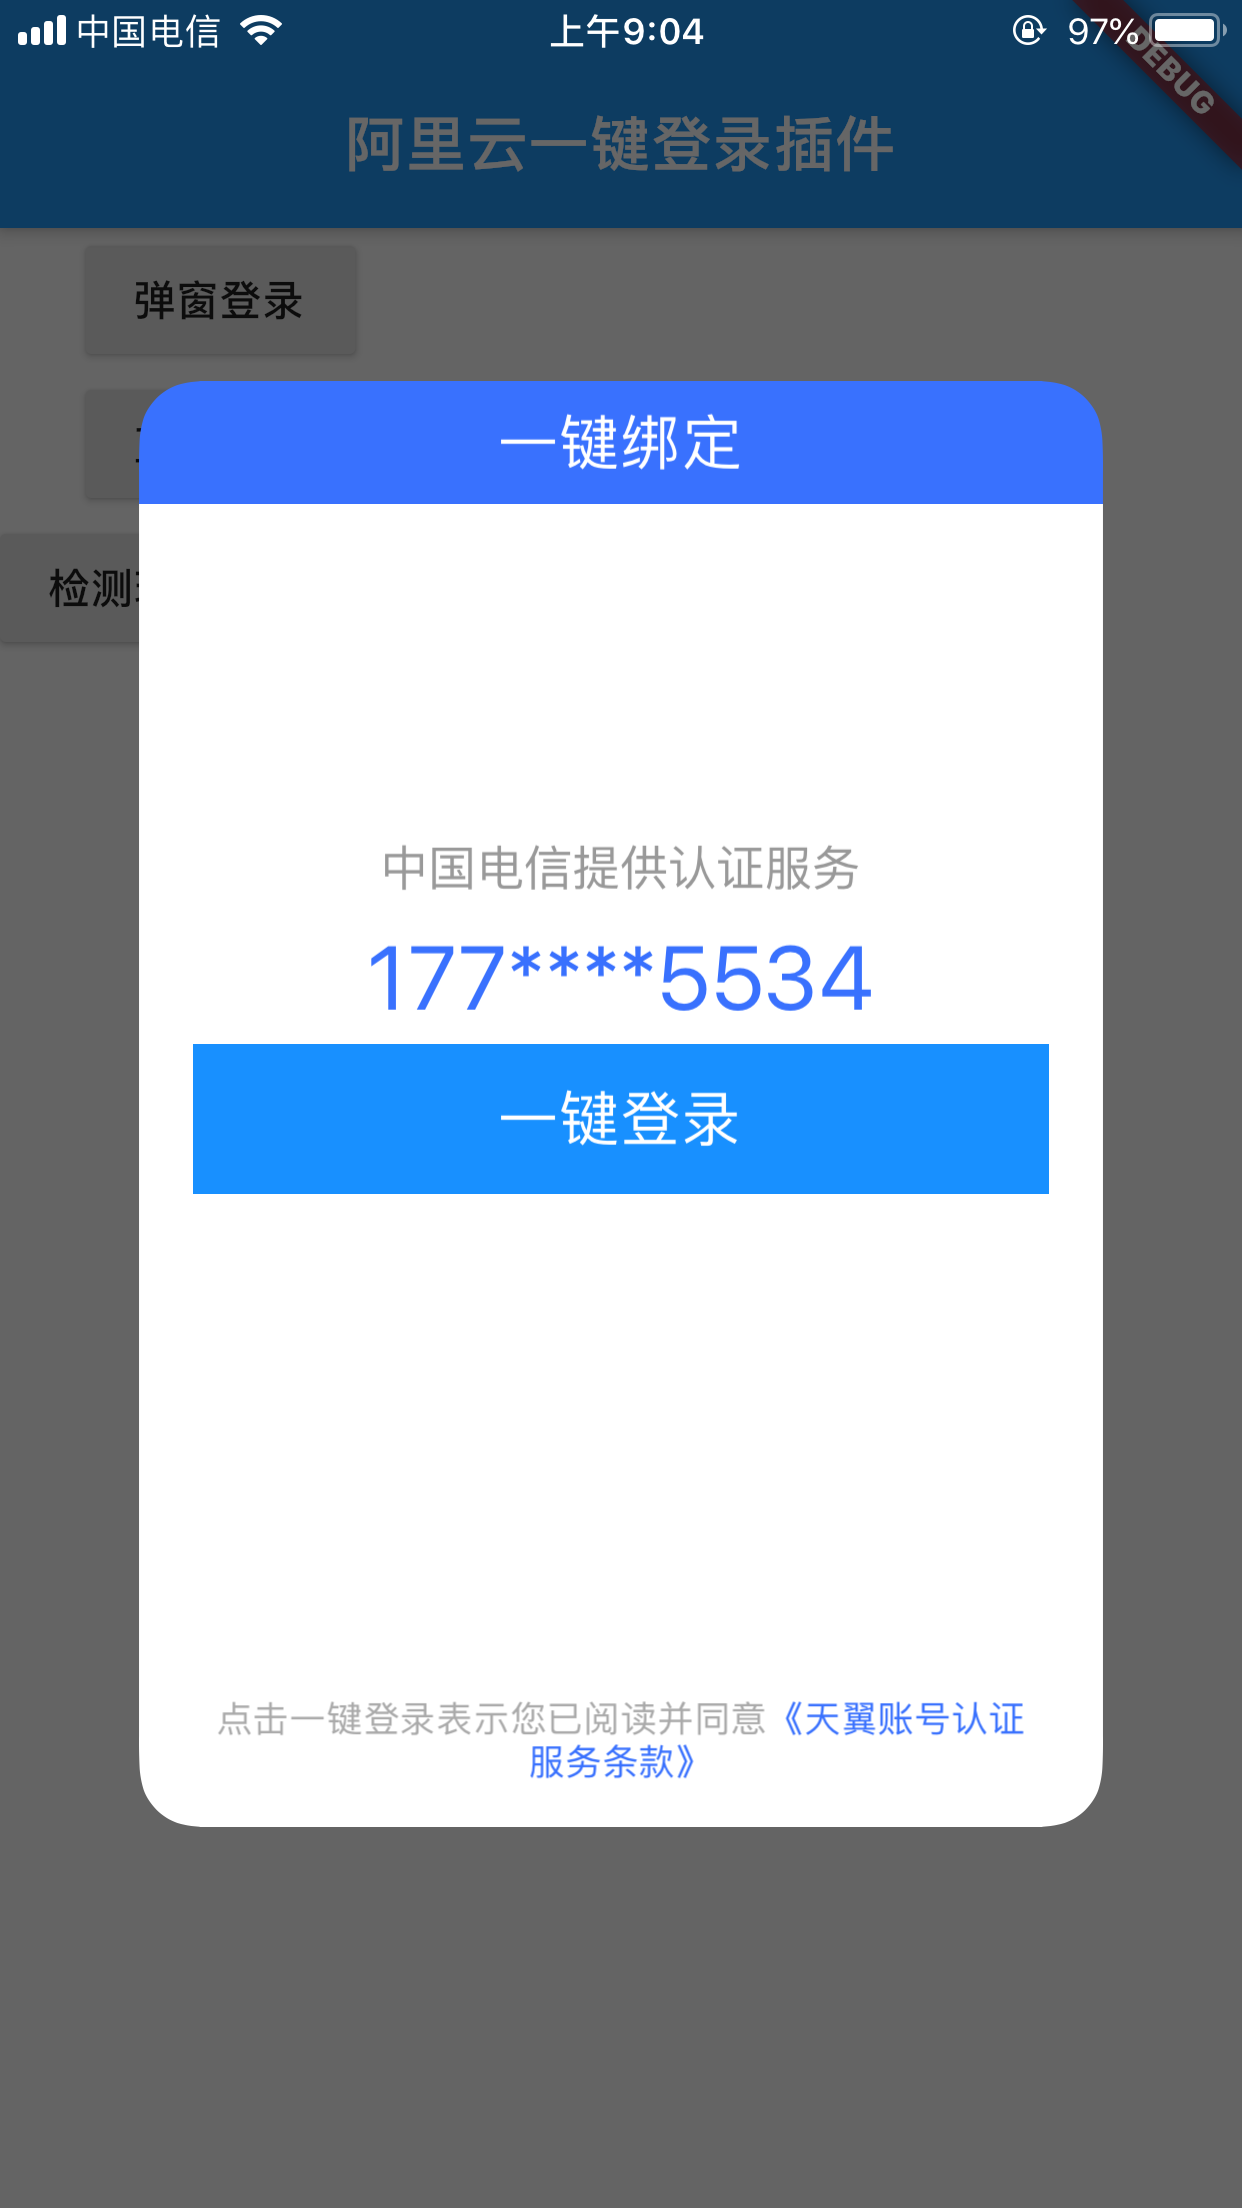 中国电信 上午9:04 97%
DEBUG
阿里云一键登录插件
弹窗登录
检测
一键绑定
中国电信提供认证服务
177****5534
一键登录
点击一键登录表示您已阅读并同意《天翼账号认证
服务条款》